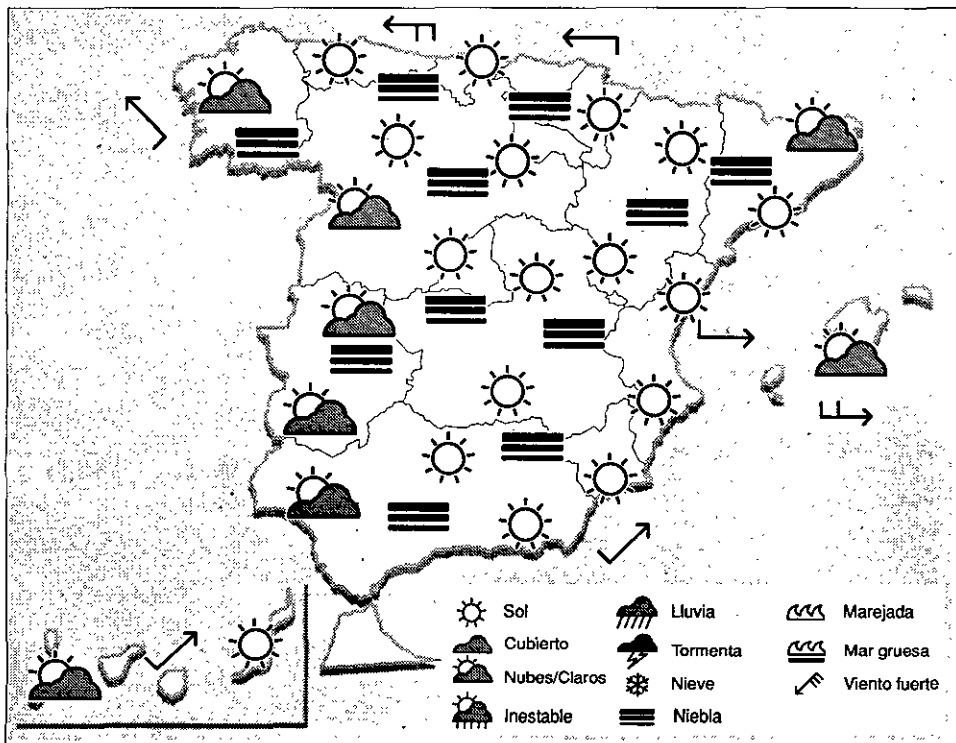 Sol
Cubierto
Nubes/Claros
Inestable
Lluvia
Tormenta
Nieve
Niebla
Marejada
Mar gruesa
Viento fuerte